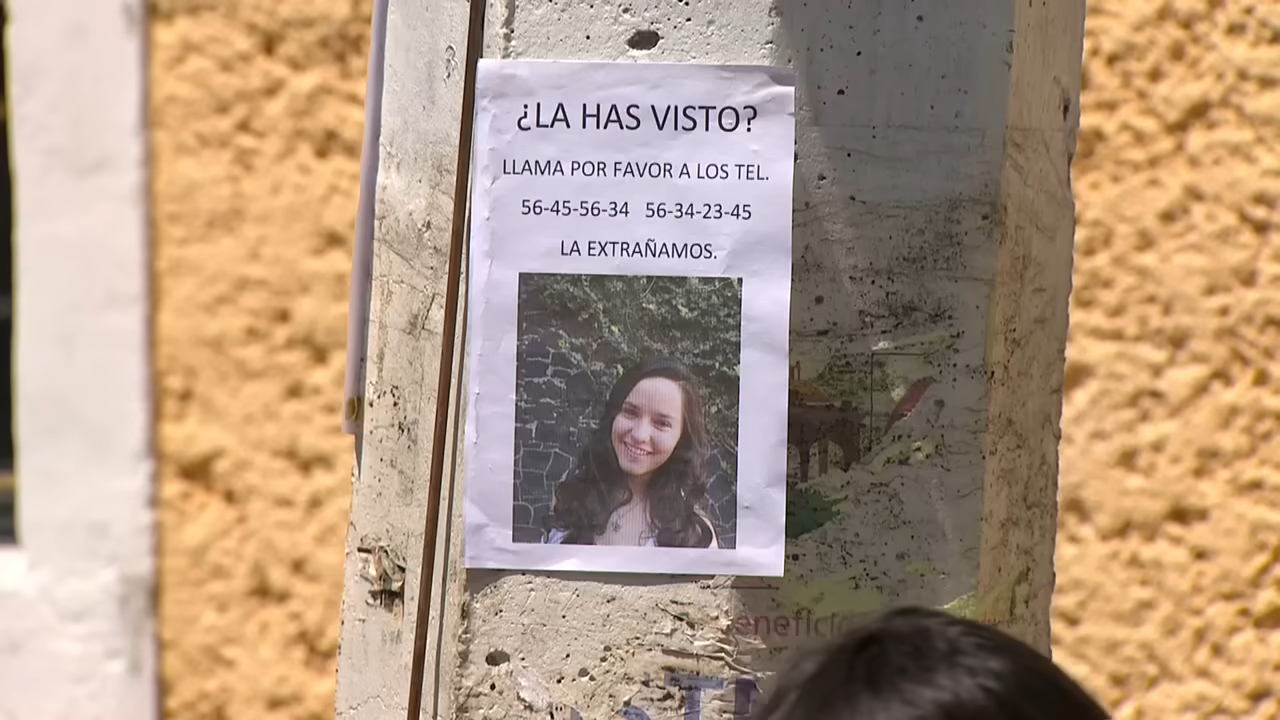 ¿LA HAS VISTO?
LLAMA POR FAVOR A LOS TEL.
56-45-56-34 56-34-23-45
LA EXTRAÑAMOS.